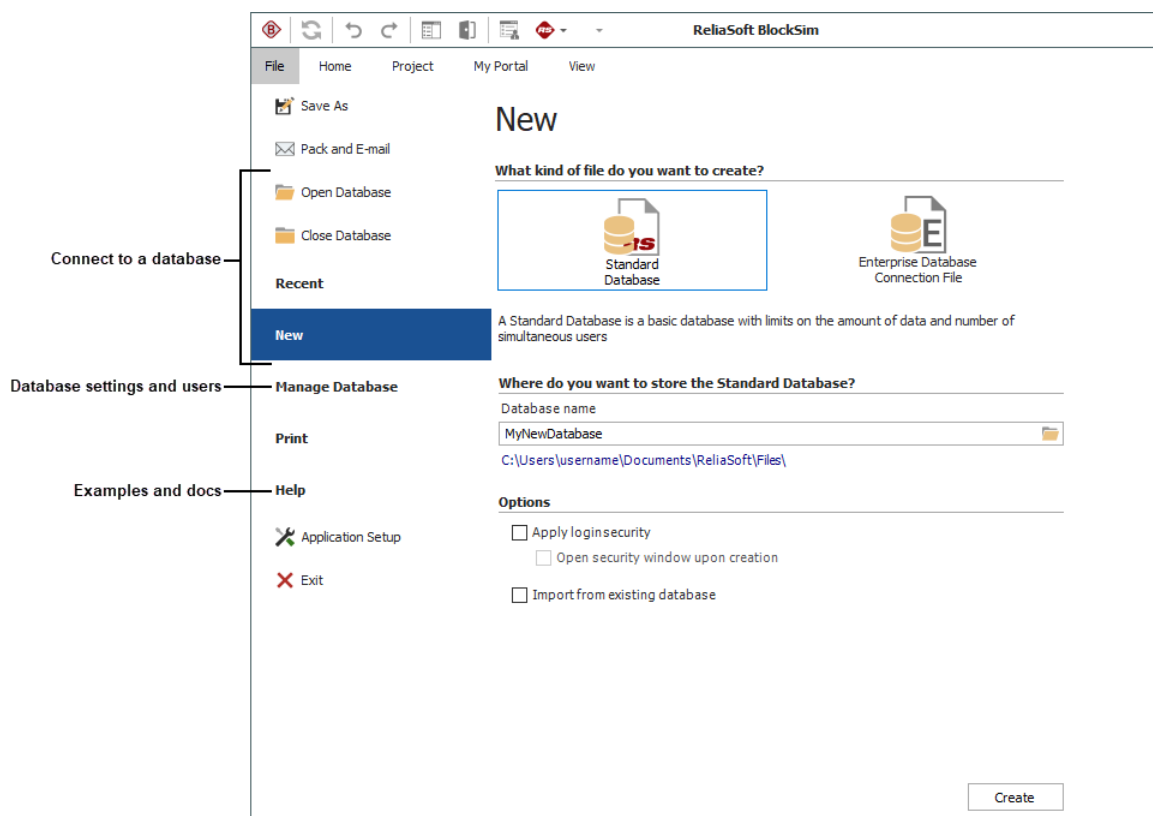 ReliaSoft BlockSim
File Home Project My Portal View
Save As
Pack and E-mail
Open Database
Close Database
Recent
New
Manage Database
Print
Help
Application Setup
Exit
Connect to a database
Database settings and users
Examples and docs
New
What kind of file do you want to create?
RS
Standard
Database
E
Enterprise Database
Connection File
A Standard Database is a basic database with limits on the amount of data and number of
simultaneous users
Where do you want to store the Standard Database?
Database name
MyNewDatabase
C:\Users\username\Documents\ReliaSoft\Files\
Options
Apply login security
Open security window upon creation
Import from existing database
Create